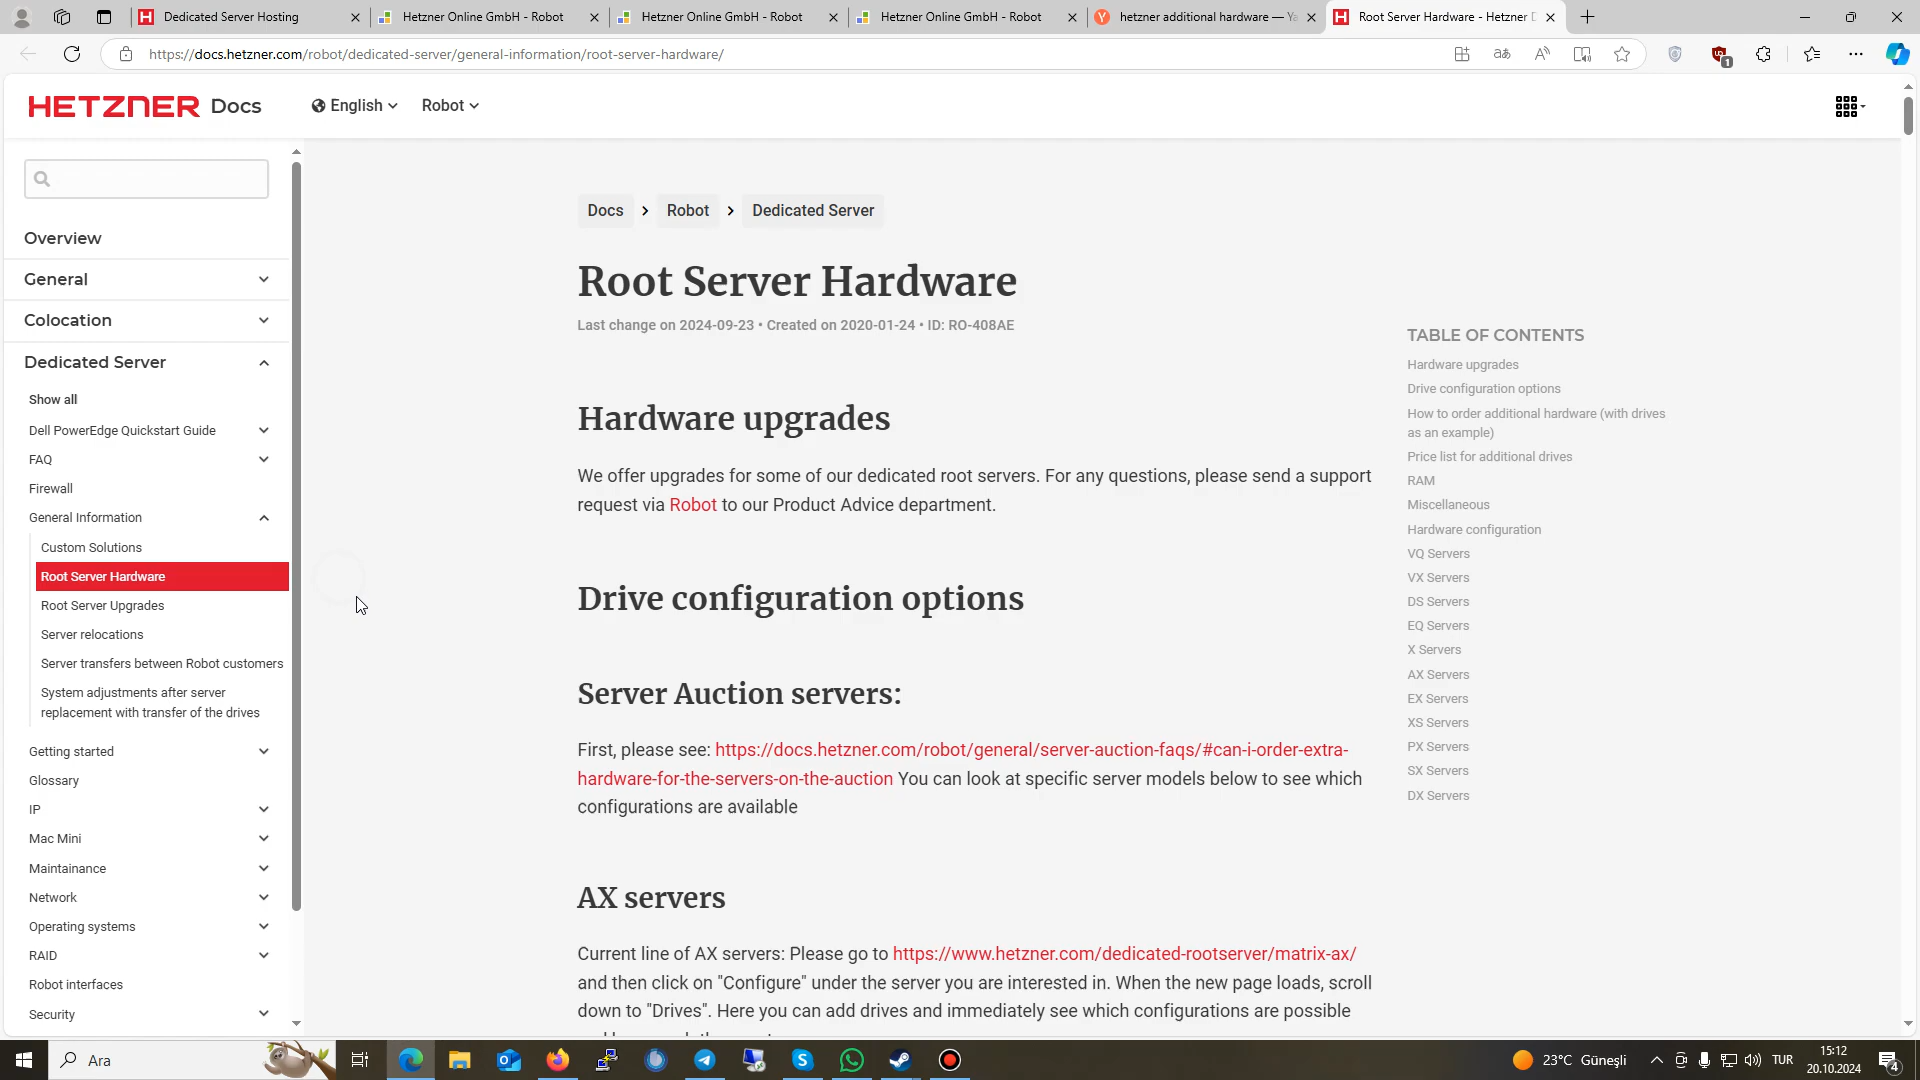 Dedicated Server Hosting
Hetzner Online GmbH - Robot
Hetzner Online GmbH - Robot
Hetzner Online GmbH - Robot
hetzner additional hardware — Ya
Root Server Hardware - Hetzner D
https://docs.hetzner.com/robot/dedicated-server/general-information/root-server-hardware/
1
HETZNER Docs
English
Robot
Overview
General
Colocation
Dedicated Server
Show all
Dell PowerEdge Quickstart Guide
FAQ
Firewall
General Information
Custom Solutions
Root Server Hardware
Root Server Upgrades
Server relocations
Server transfers between Robot customers
System adjustments after server
replacement with transfer of the drives
Getting started
Glossary
IP
Mac Mini
Maintainance
Network
Operating systems
RAID
Robot interfaces
Security
Docs
Robot
Dedicated Server
Root Server Hardware
Last change on 2024-09-23 • Created on 2020-01-24 • ID: RO-408AE
Hardware upgrades
We offer upgrades for some of our dedicated root servers. For any questions, please send a support
request via Robot to our Product Advice department.
Drive configuration options
Server Auction servers:
First, please see: https://docs.hetzner.com/robot/general/server-auction-faqs/#can-i-order-extra-
hardware-for-the-servers-on-the-auction You can look at specific server models below to see which
configurations are available
AX servers
Current line of AX servers: Please go to https://www.hetzner.com/dedicated-rootserver/matrix-ax/
and then click on "Configure" under the server you are interested in. When the new page loads, scroll
down to "Drives". Here you can add drives and immediately see which configurations are possible
TABLE OF CONTENTS
Hardware upgrades
Drive configuration options
How to order additional hardware (with drives
as an example)
Price list for additional drives
RAM
Miscellaneous
Hardware configuration
VQ Servers
VX Servers
DS Servers
EQ Servers
X Servers
AX Servers
EX Servers
XS Servers
PX Servers
SX Servers
DX Servers
Ara
23°C Güneşli
TUR
15:12
20.10.2024
4